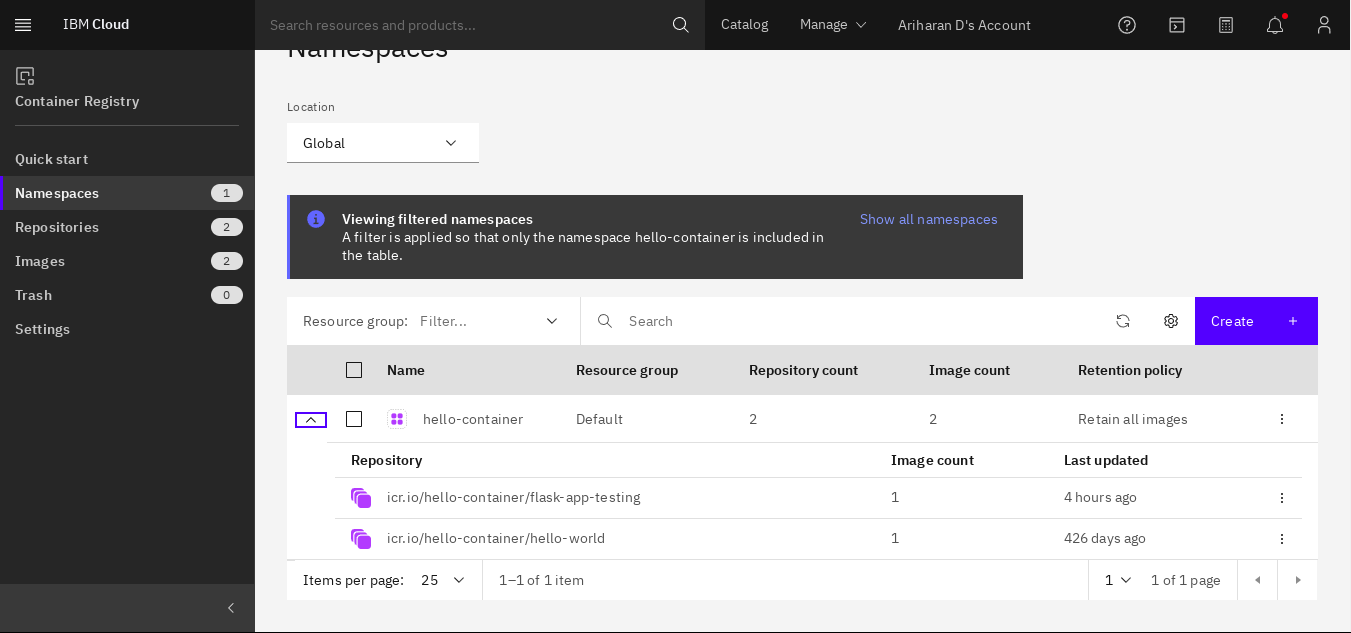 IBM Cloud
Search resources and products...
Catalog
Manage
Ariharan D's Account
Container Registry
Quick start
Namespaces 1
Repositories 2
Images 2
Trash 0
Settings
Namespaces
Location
Global
Viewing filtered namespaces
A filter is applied so that only the namespace hello-container is included in
the table.
Show all namespaces
Resource group: Filter...
Search
Create +
Name Resource group Repository count Image count Retention policy
hello-container Default 2 2 Retain all images
Repository Image count Last updated
icr.io/hello-container/flask-app-testing 1 4 hours ago
icr.io/hello-container/hello-world 1 426 days ago
Items per page: 25 1–1 of 1 item 1 1 of 1 page